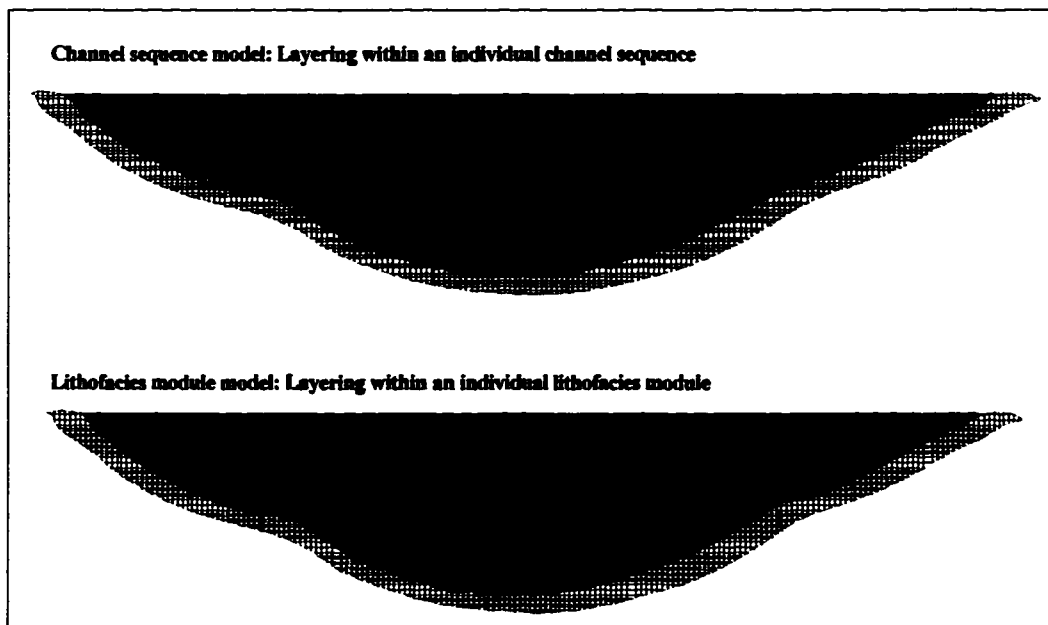 Channel sequence model: Layering within an individual channel sequence
Lithofacies module model: Layering within an individual lithofacies module